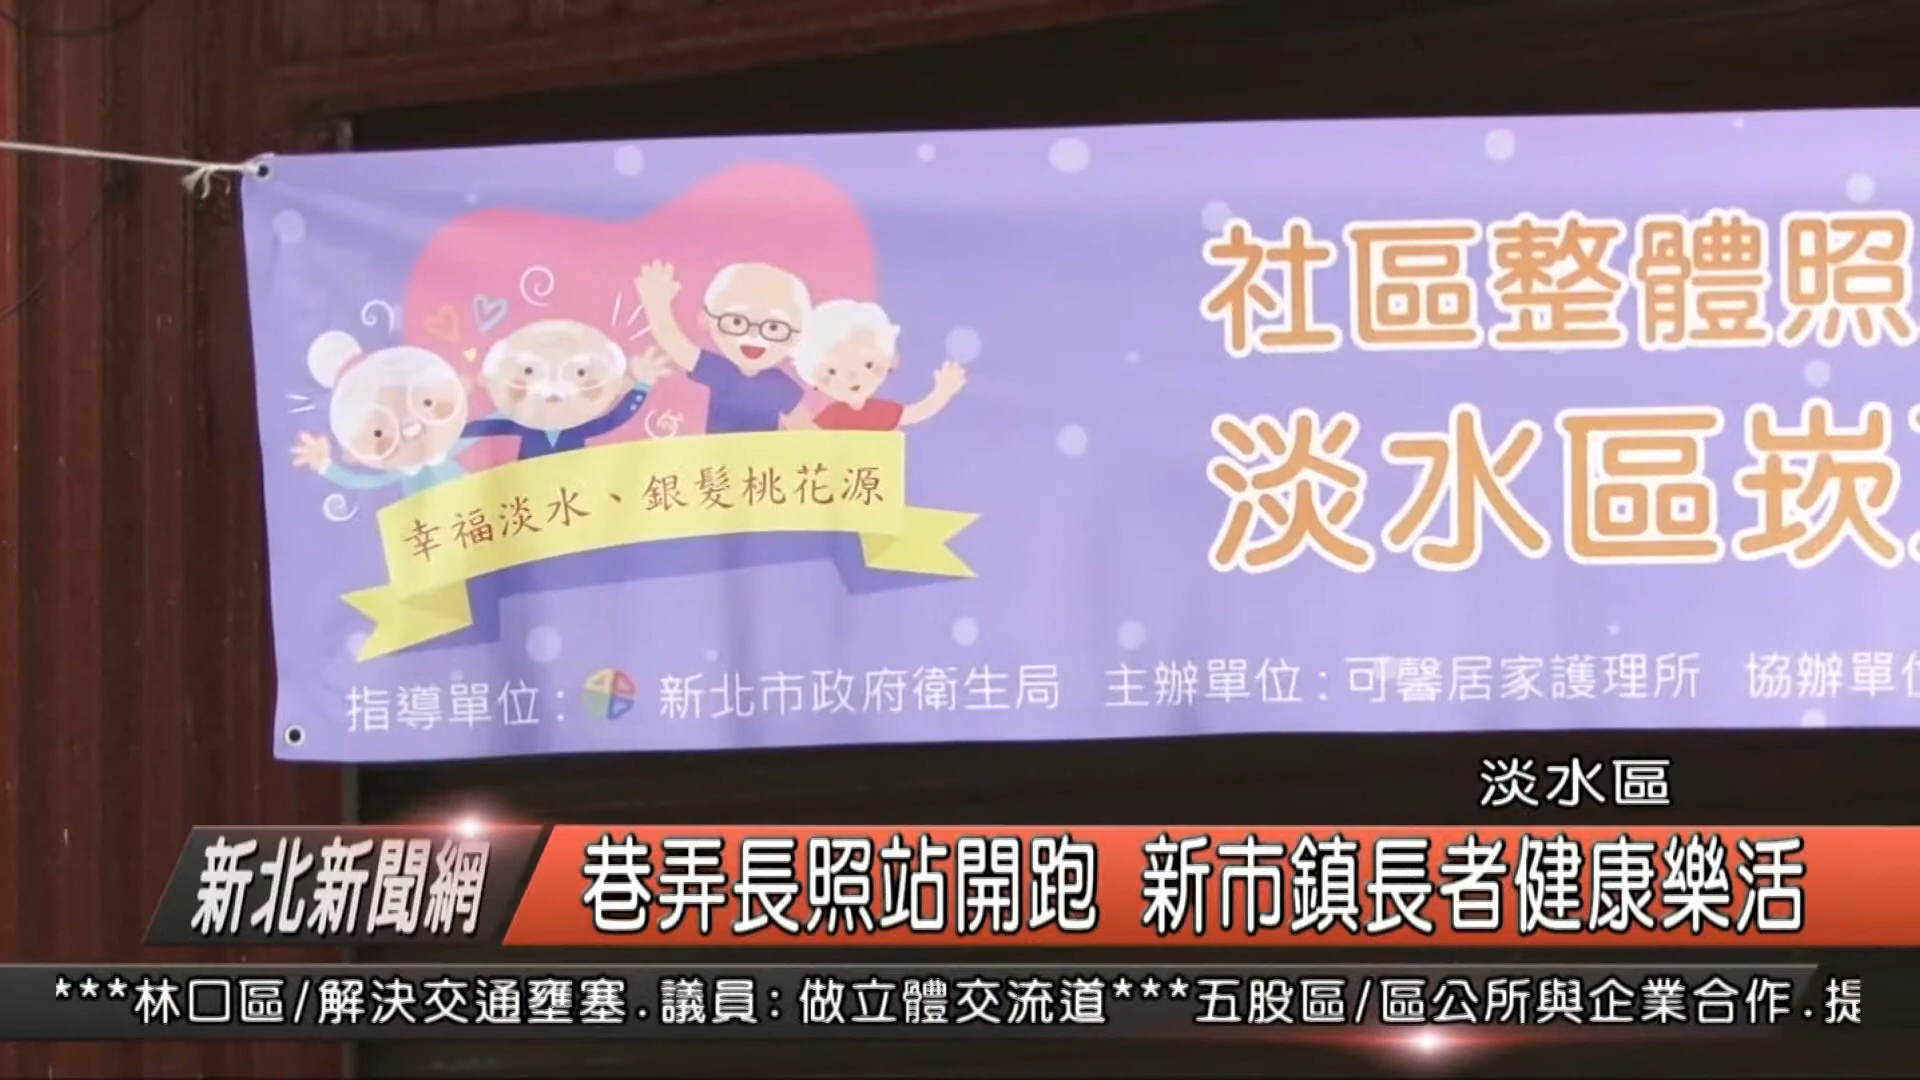 社區整體照
淡水區崁
幸福淡水、銀髮桃花源
指導單位: 新北市政府衛生局 主辦單位:可馨居家護理所 協辦單位
淡水區
新北新聞網
巷弄長照站開跑 新市鎮長者健康樂活
***林口區/解決交通壅塞.議員:做立體交流道***五股區/區公所與企業合作.提